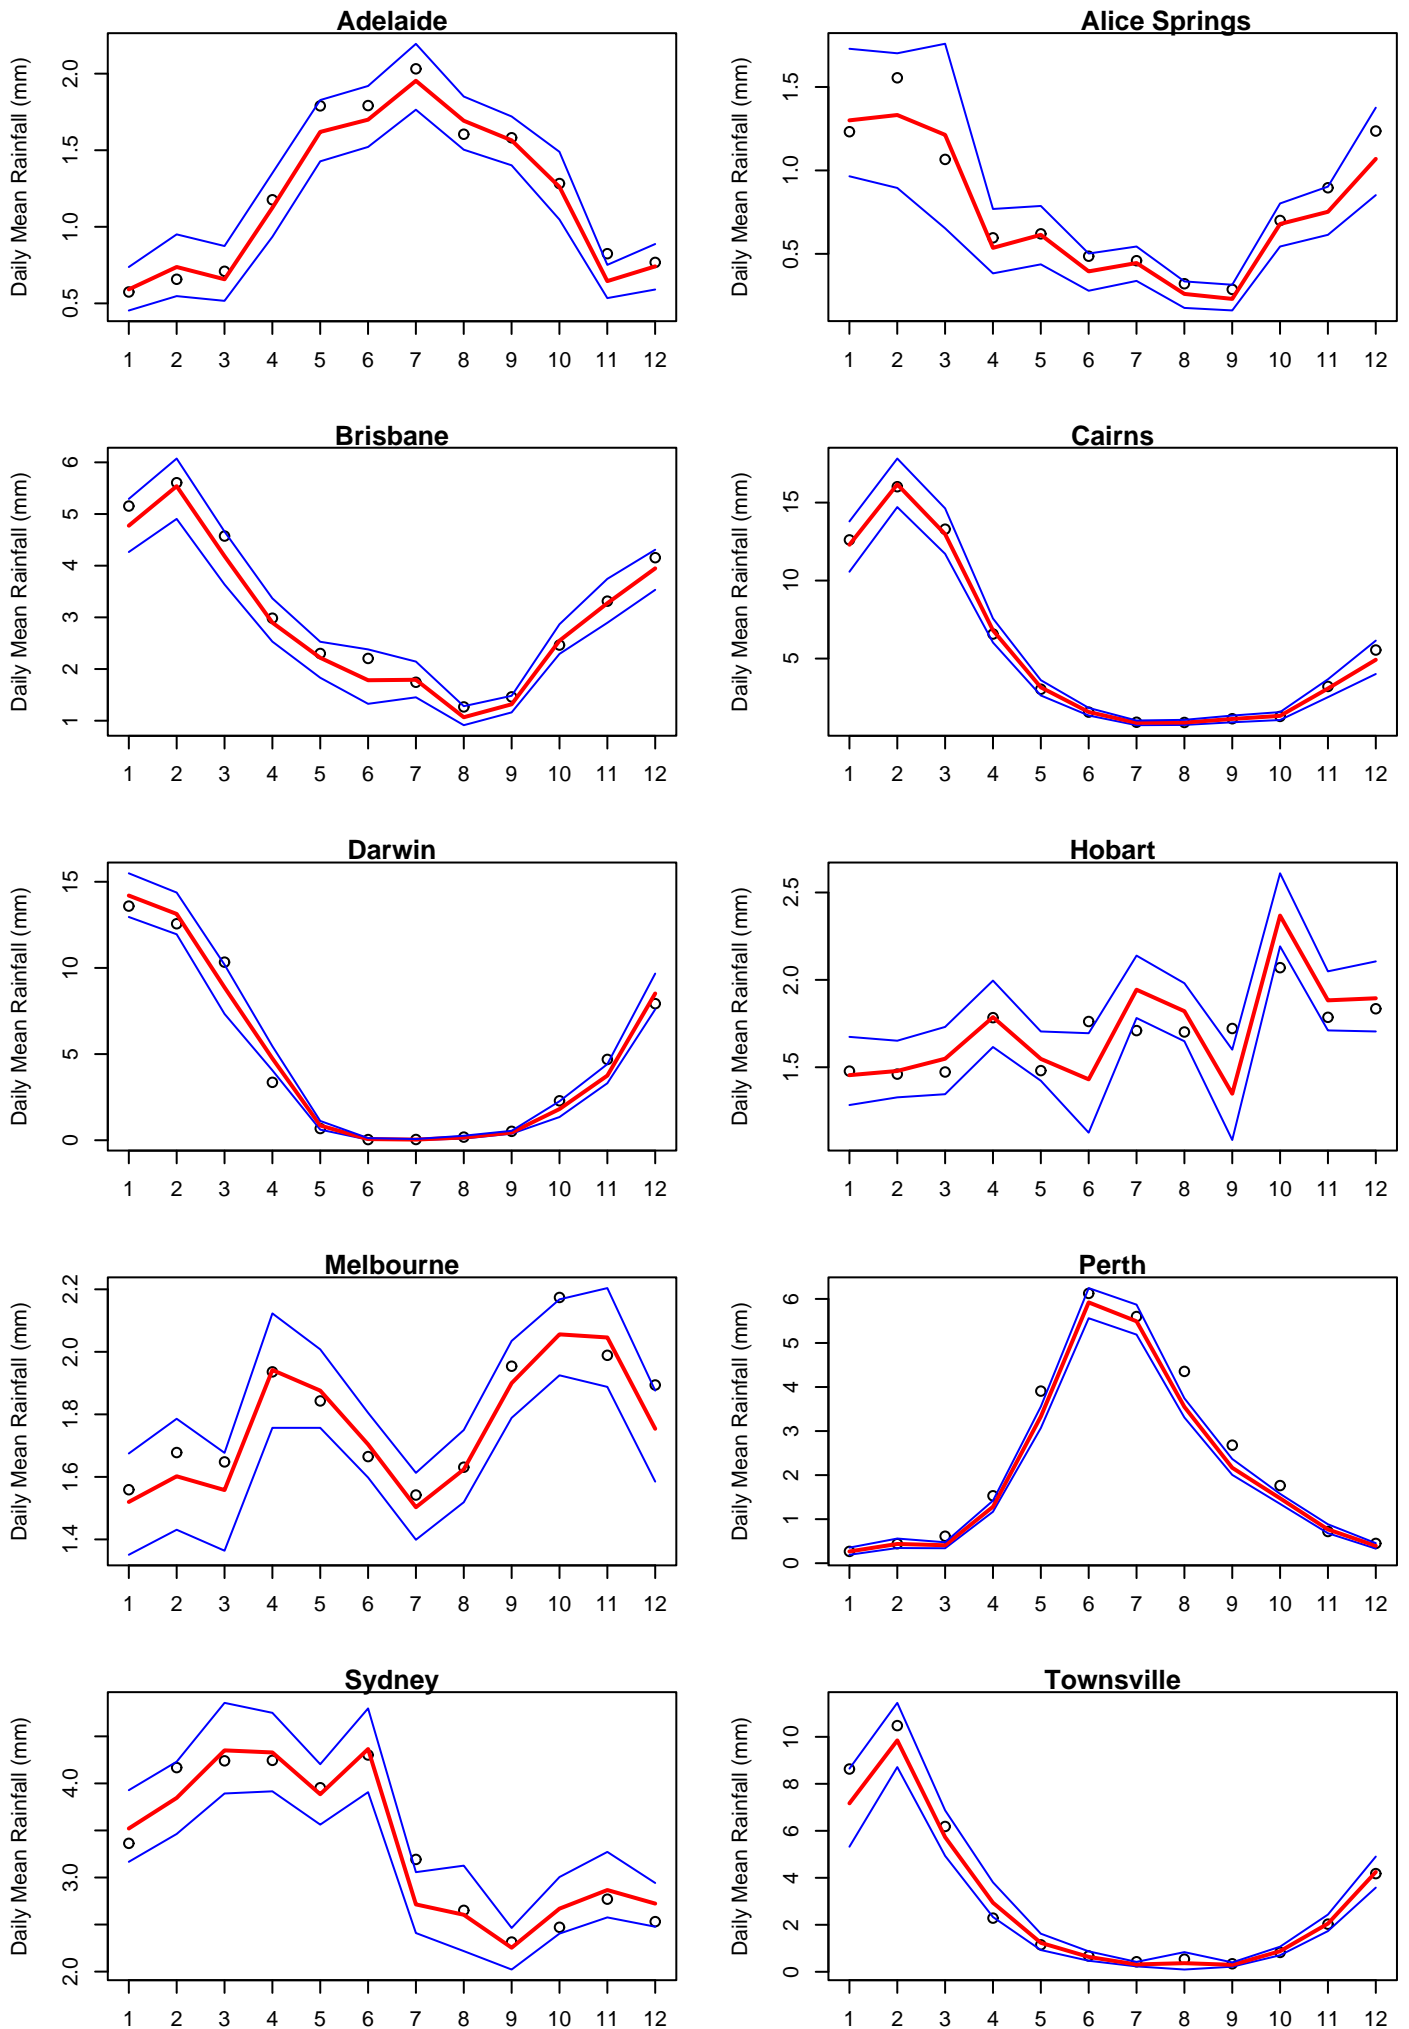 Adelaide
Daily Mean Rainfall (mm)
2.0
1.5
1.0
0.5
1 2 3 4 5 6 7 8 9 10 11 12
Alice Springs
Daily Mean Rainfall (mm)
1.5
1.0
0.5
1 2 3 4 5 6 7 8 9 10 11 12
Brisbane
Daily Mean Rainfall (mm)
6
5
4
3
2
1
1 2 3 4 5 6 7 8 9 10 11 12
Cairns
Daily Mean Rainfall (mm)
15
10
5
1 2 3 4 5 6 7 8 9 10 11 12
Darwin
Daily Mean Rainfall (mm)
15
10
5
0
1 2 3 4 5 6 7 8 9 10 11 12
Hobart
Daily Mean Rainfall (mm)
2.5
2.0
1.5
1 2 3 4 5 6 7 8 9 10 11 12
Melbourne
Daily Mean Rainfall (mm)
2.2
2.0
1.8
1.6
1.4
1 2 3 4 5 6 7 8 9 10 11 12
Perth
Daily Mean Rainfall (mm)
6
5
4
3
2
1
0
1 2 3 4 5 6 7 8 9 10 11 12
Sydney
Daily Mean Rainfall (mm)
4.0
3.0
2.0
1 2 3 4 5 6 7 8 9 10 11 12
Townsville
Daily Mean Rainfall (mm)
10
8
6
4
2
0
1 2 3 4 5 6 7 8 9 10 11 12